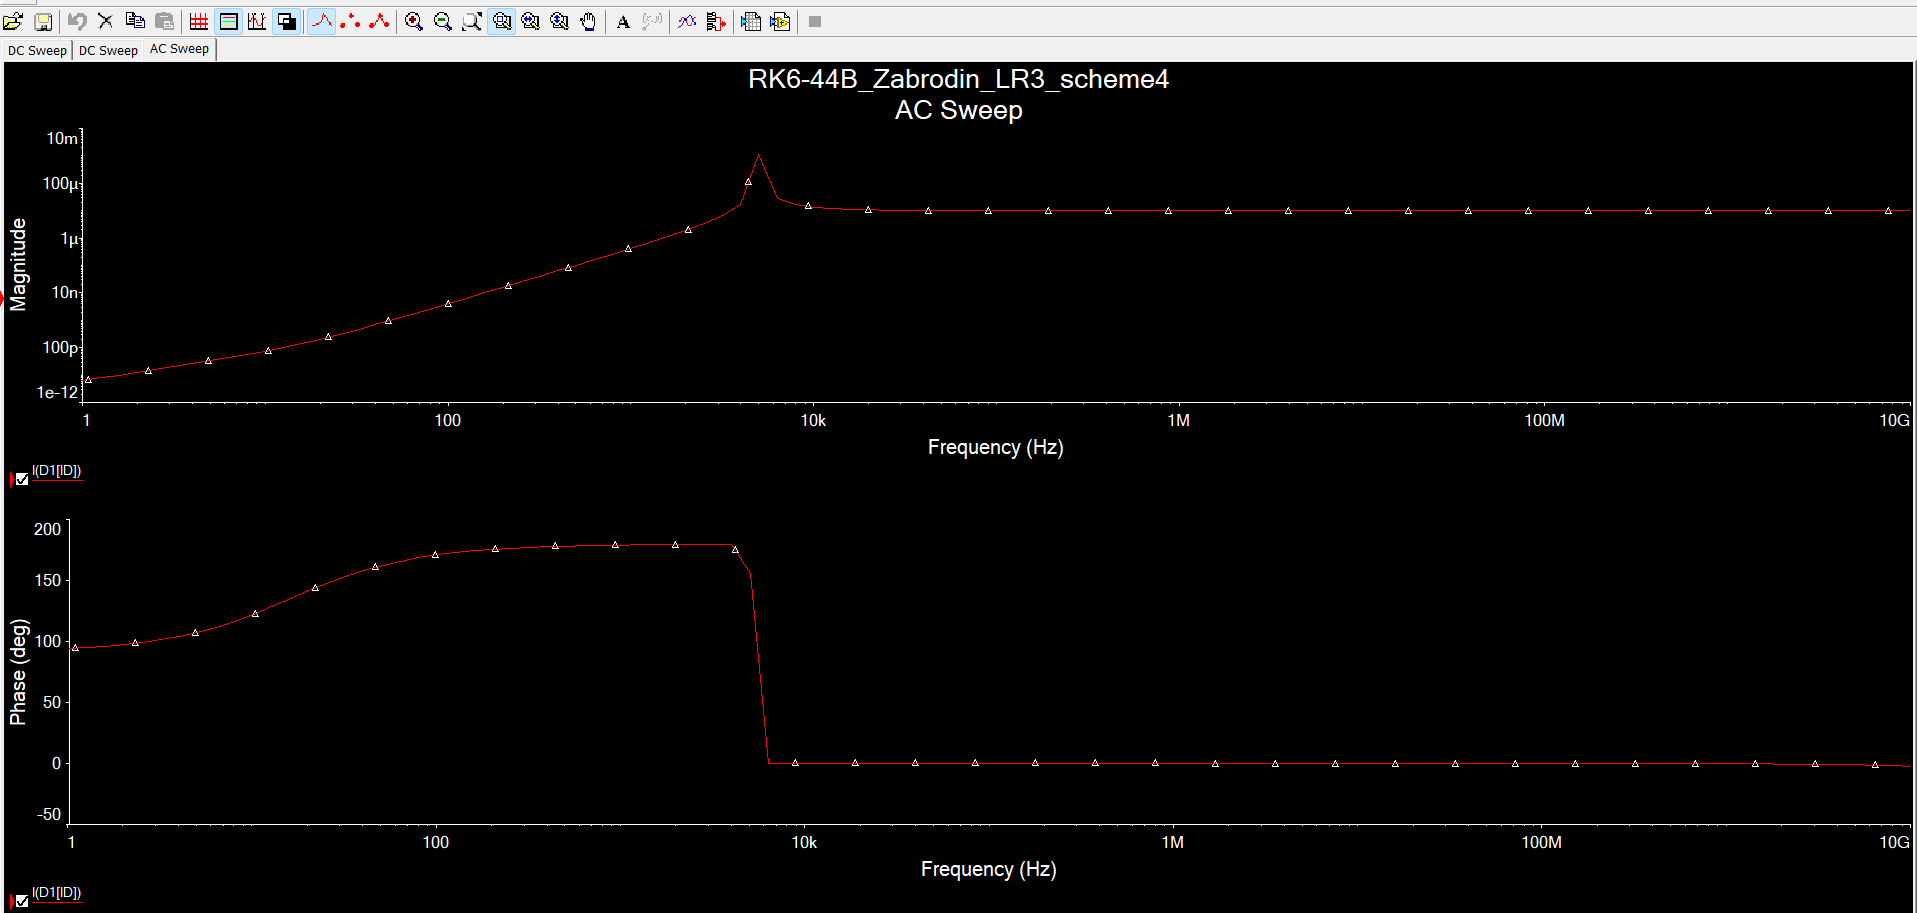 DC Sweep DC Sweep AC Sweep
RK6-44B_Zabrodin_LR3_scheme4
AC Sweep
10m
100µ
1µ
10n
100p
1e-12
Magnitude
1 100 10k 1M 100M 10G
Frequency (Hz)
I(D1[ID])
200
150
100
50
0
-50
Phase (deg)
1 100 10k 1M 100M 10G
Frequency (Hz)
I(D1[ID])